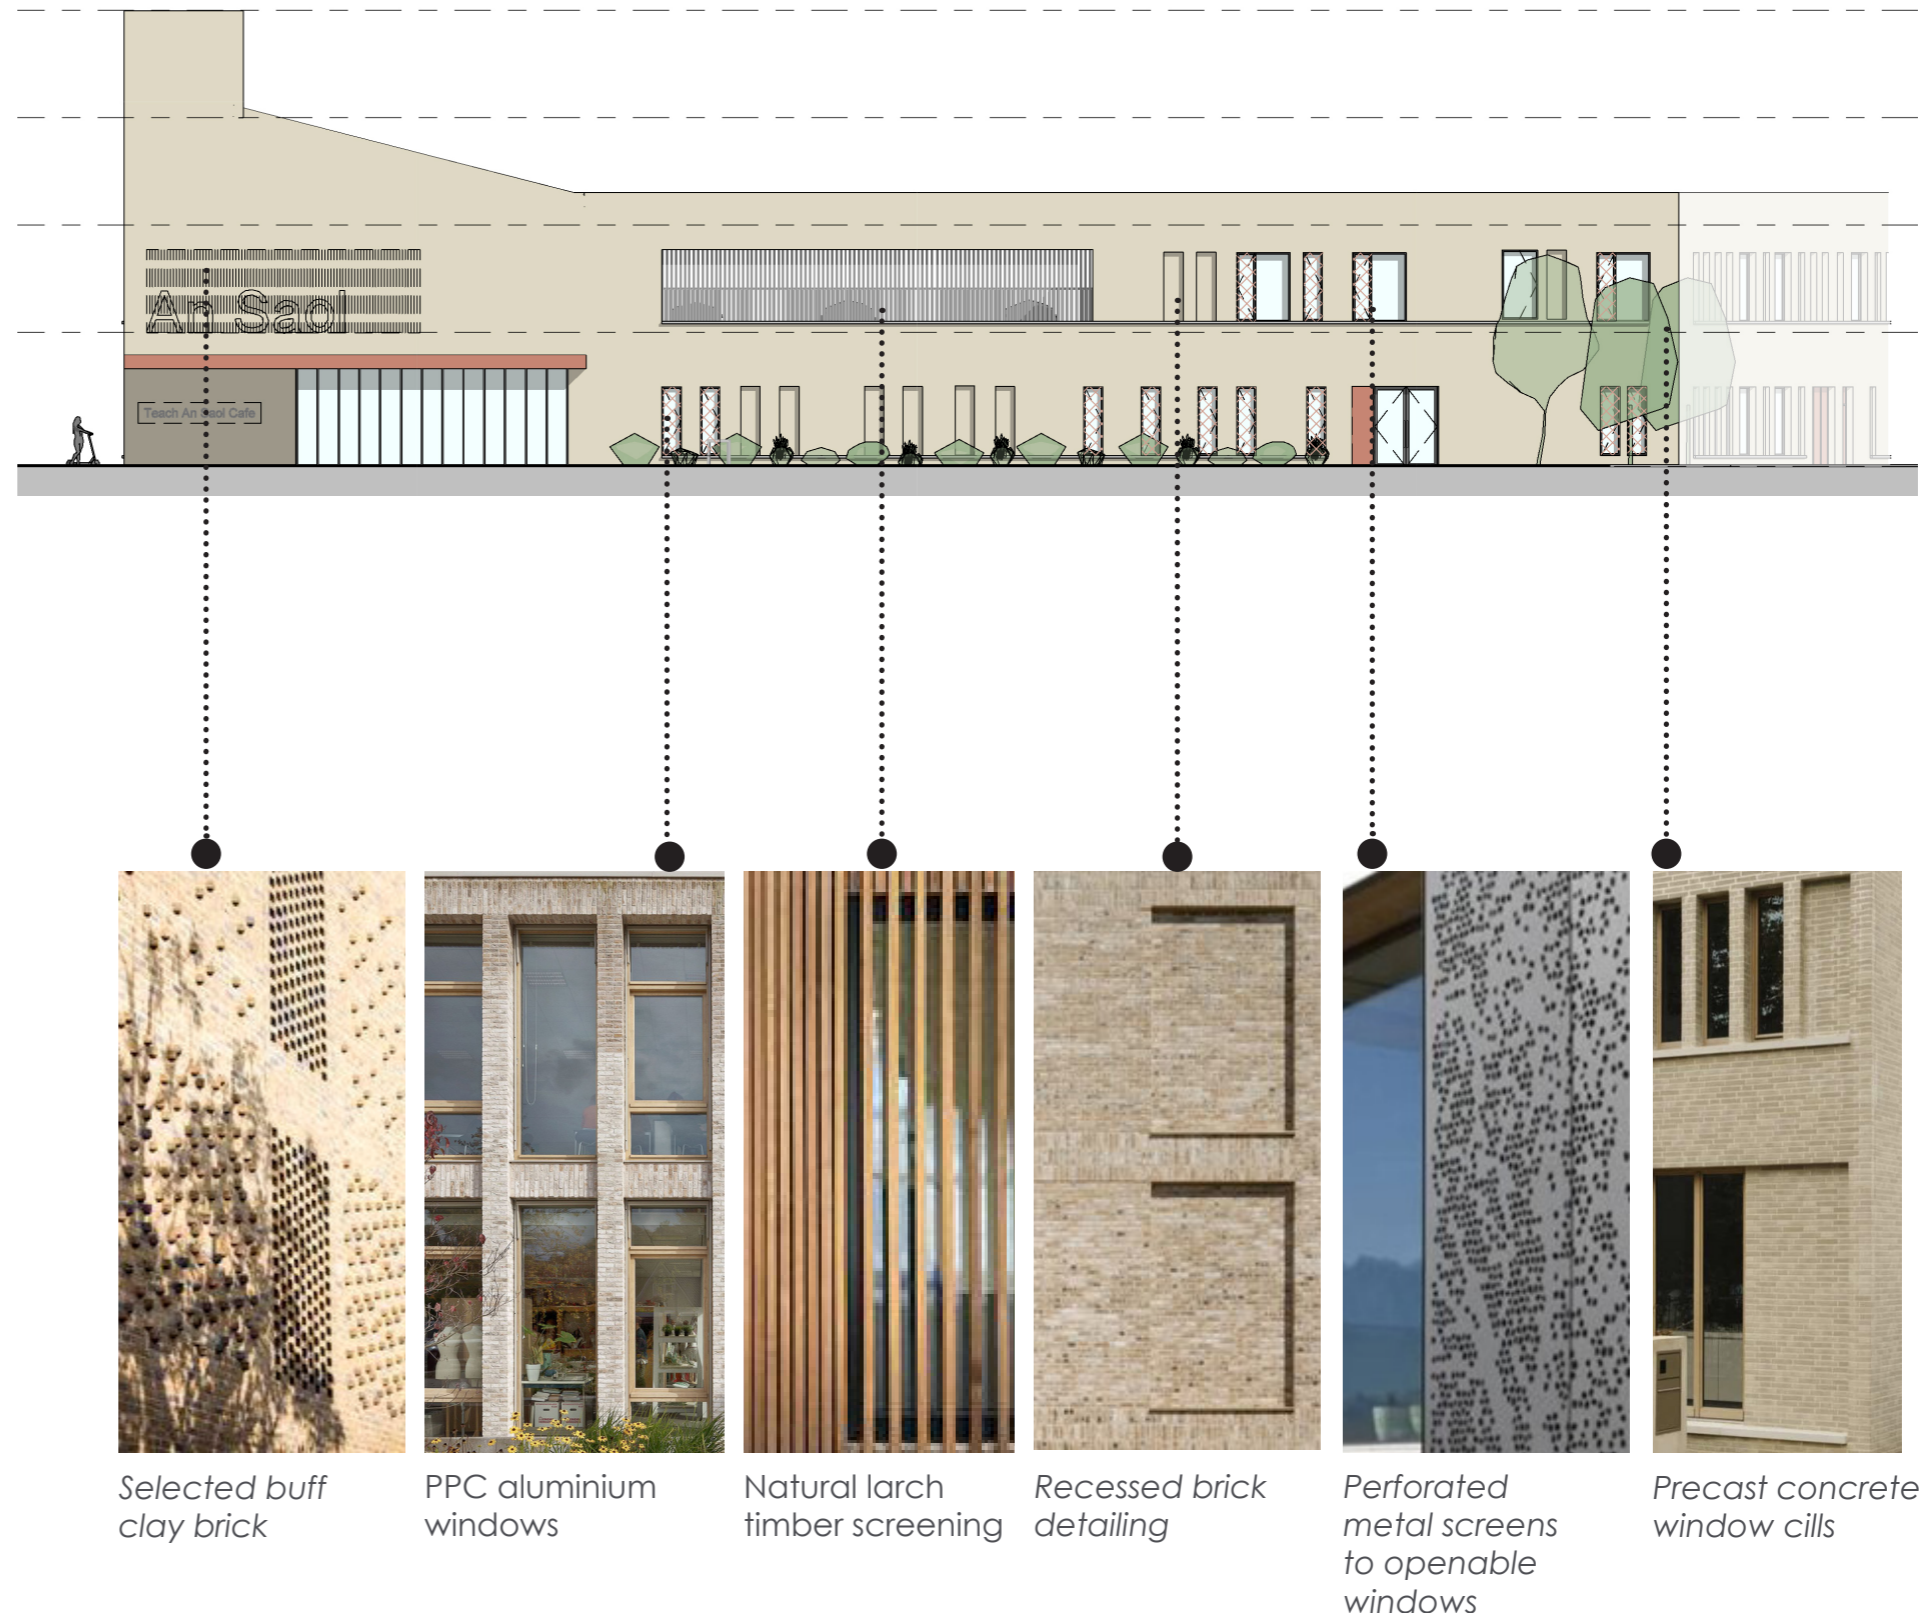 An Saol
Teach An Saol Cafe
Selected buff
clay brick
PPC aluminium
windows
Natural larch
timber screening
Recessed brick
detailing
Perforated
metal screens
to openable
windows
Precast concrete
window cills